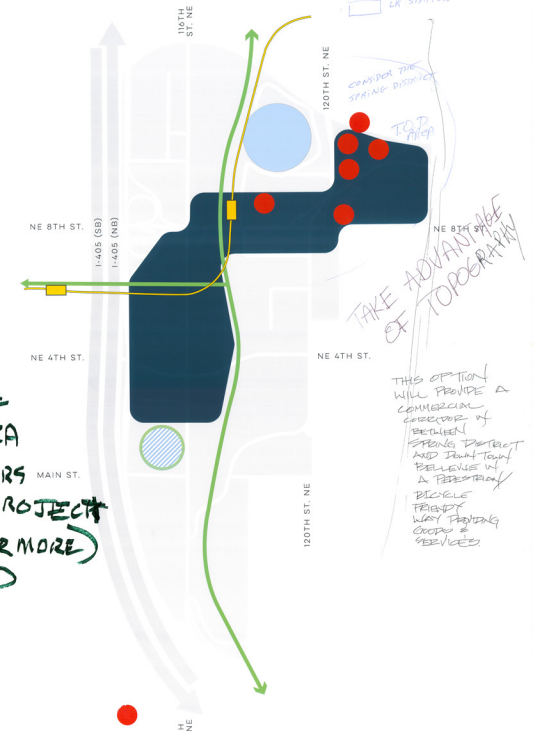 116TH
ST. NE
120TH ST. NE
CONSIDER THE
SPRING DISTRICT
T.O.D.
NE 8TH ST.
I-405 (SB)
I-405 (NB)
NE 8TH ST.
TAKE ADVANTAGE
OF TOPOGRAPHY
NE 4TH ST.
NE 4TH ST.
THIS OPTION
WILL PROVIDE A
COMMERCIAL
CORRIDOR
BETWEEN
SPRING DISTRICT
AND DOWNTOWN
BELLEVUE
A PEDESTRIAN/
BICYCLE
FRIENDLY
WAY PROVIDING
GOODS &
SERVICES.
MAIN ST.
ROJECT
R MORE)
120TH ST. NE
NE